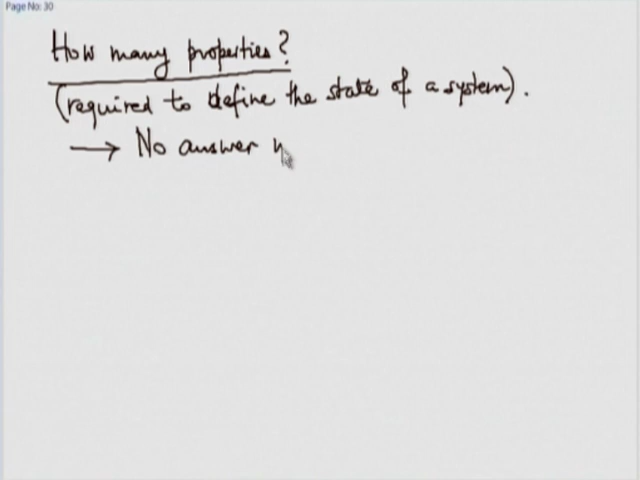 Page No: 30
How many properties?
(required to define the state of a system).
→ No answer